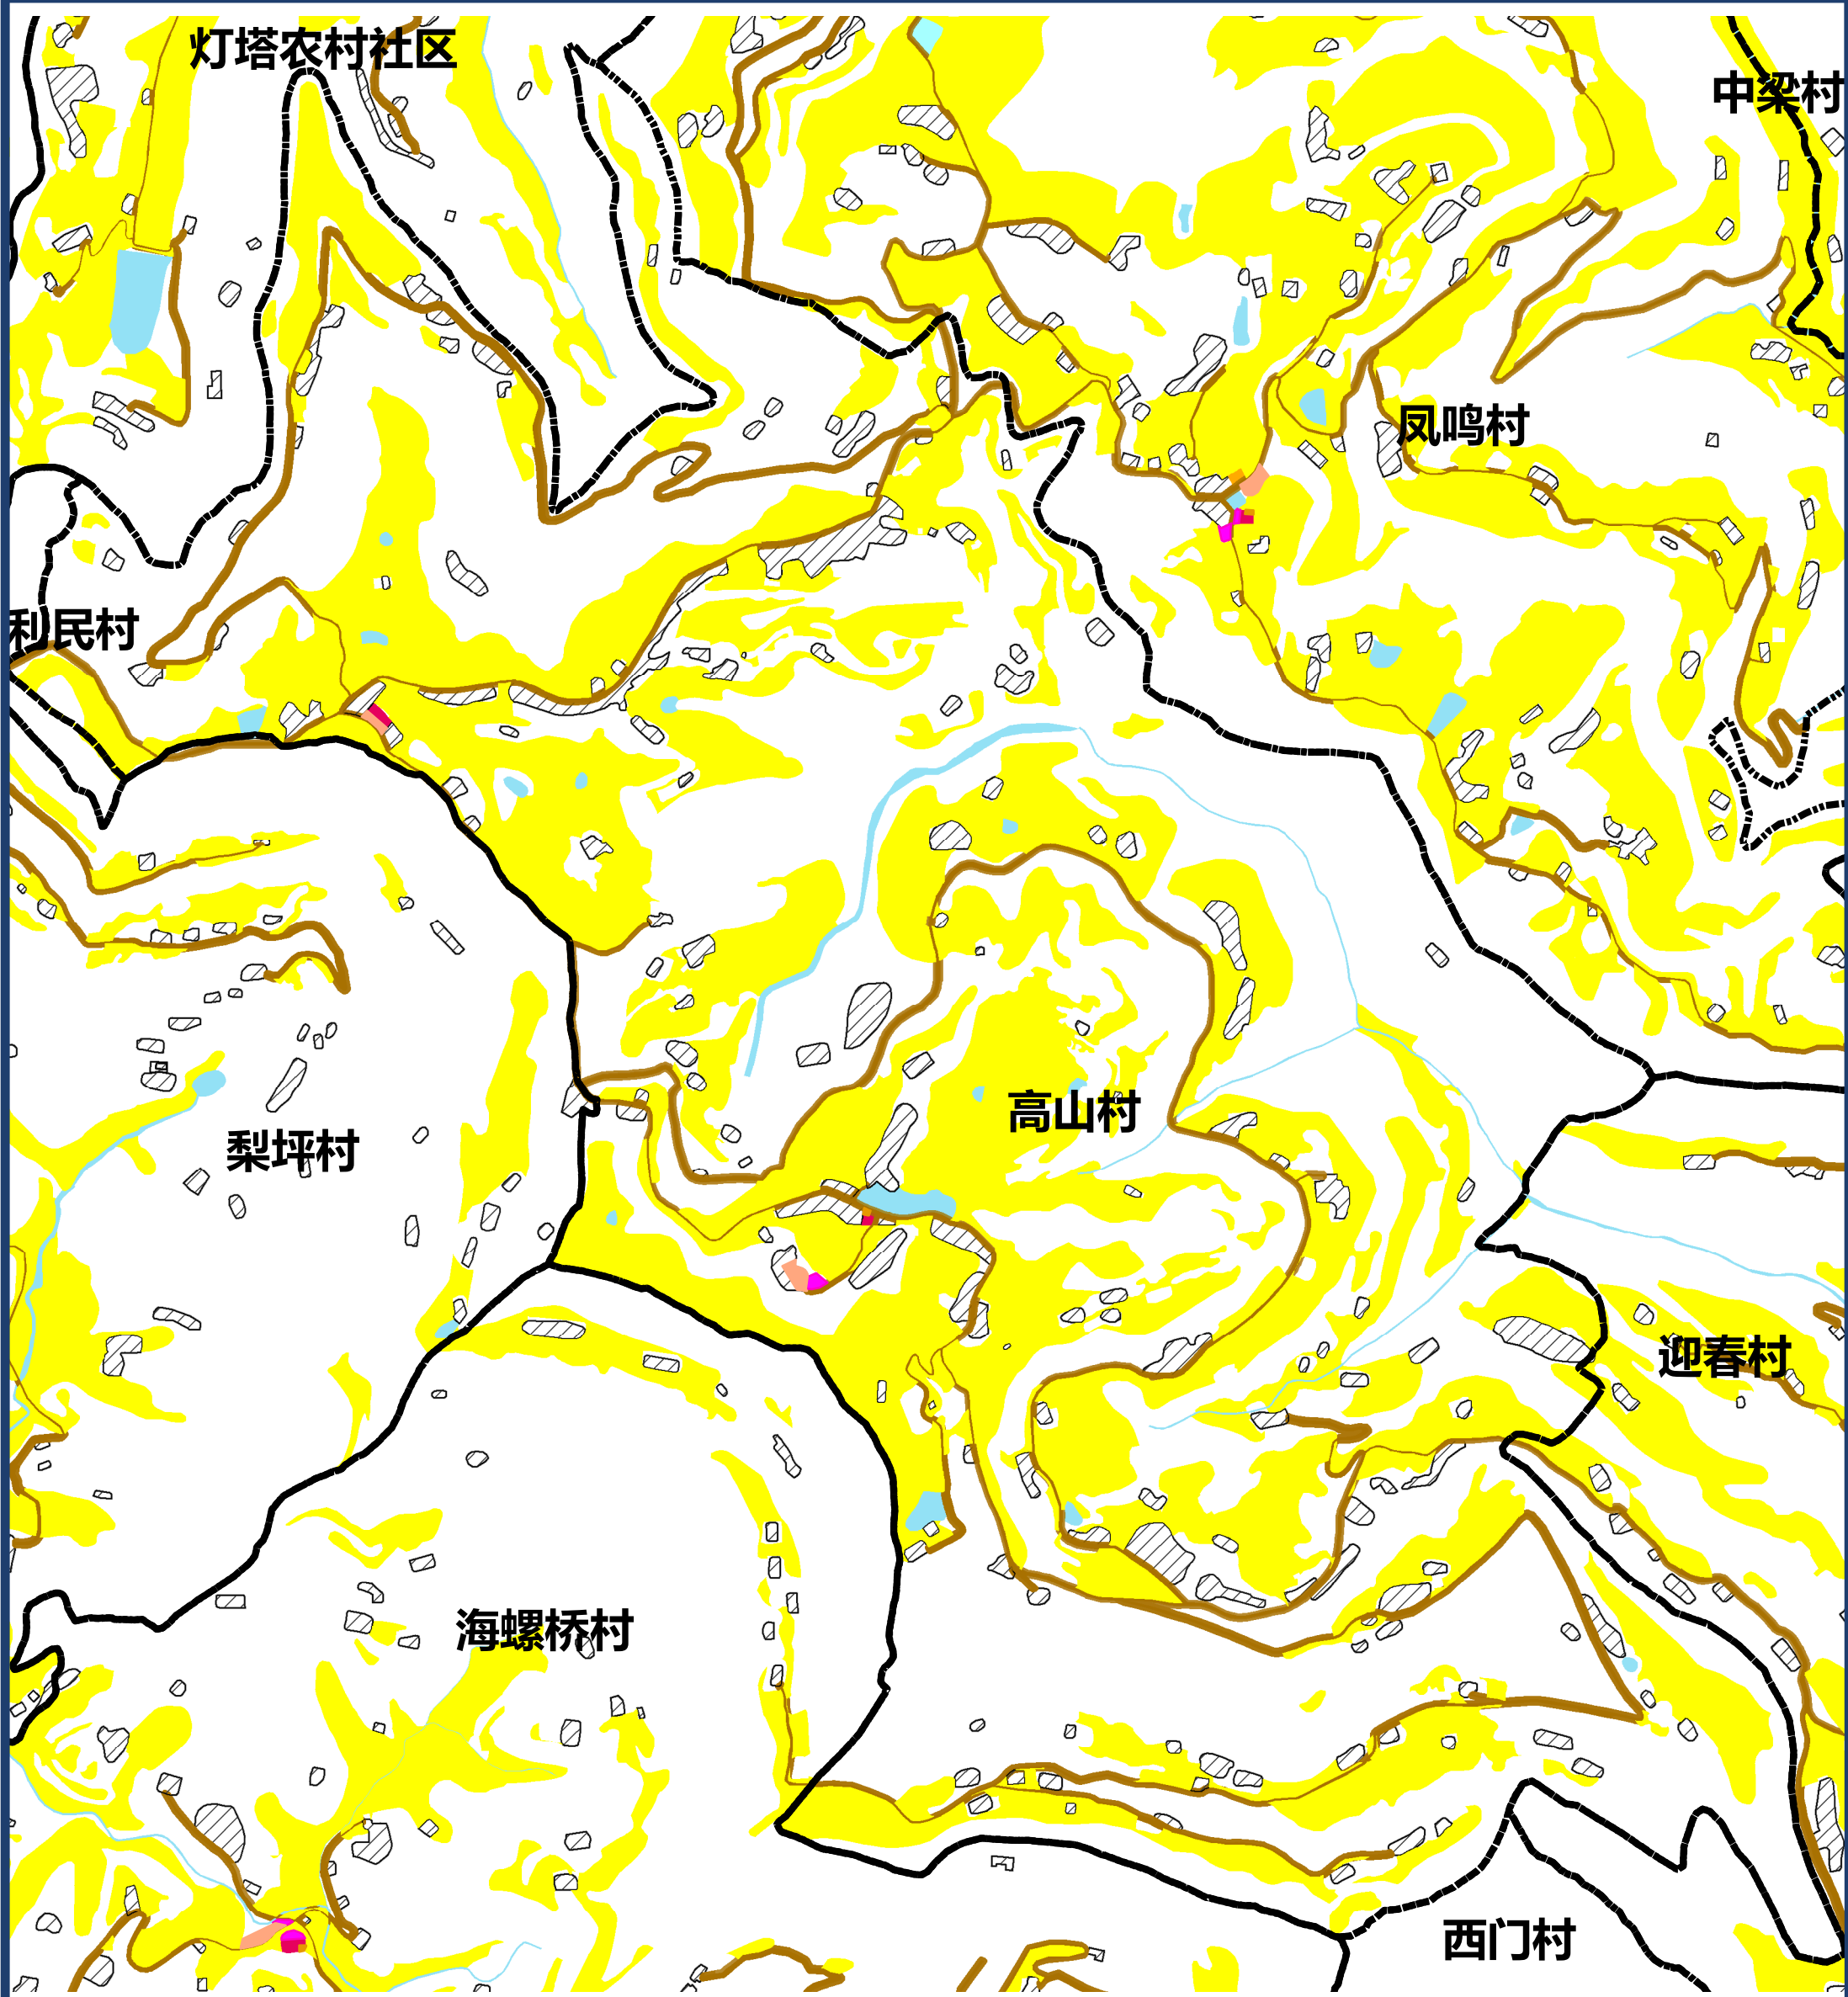 灯塔农村社区
中梁村
凤鸣村
利民村
高山村
梨坪村
迎春村
海螺桥村
西门村